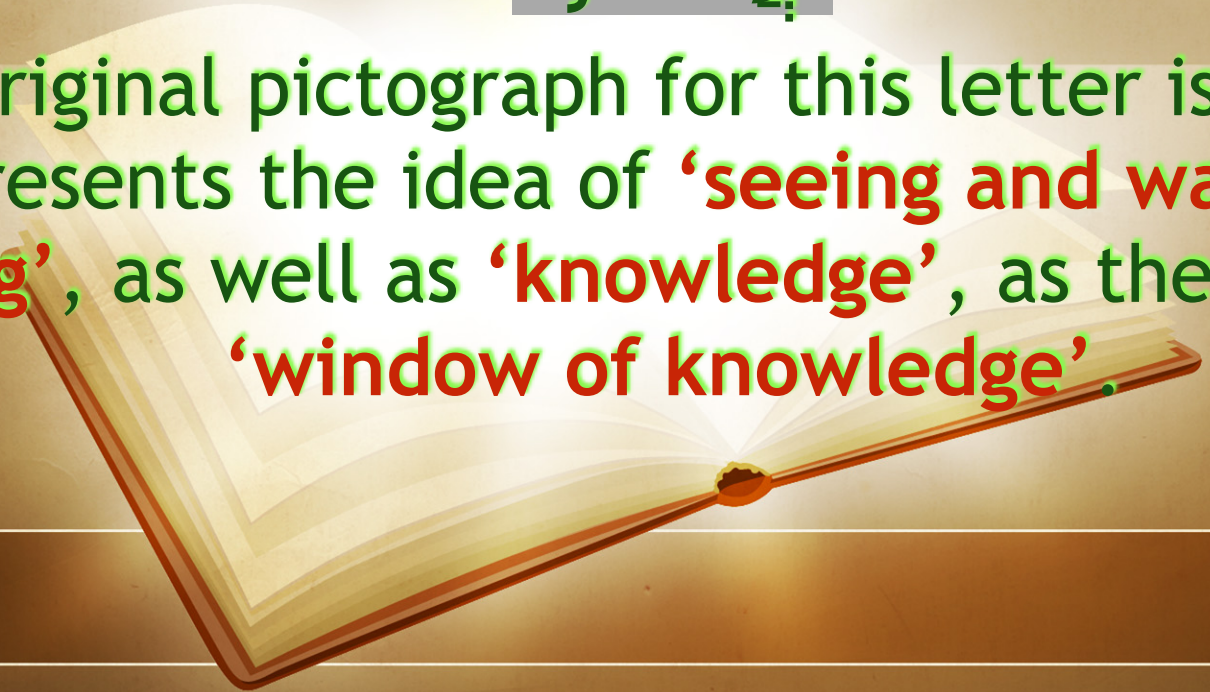 riginal pictograph for this letter is
resents the idea of ‘seeing and wa
g’, as well as ‘knowledge’, as the
‘window of knowledge’.